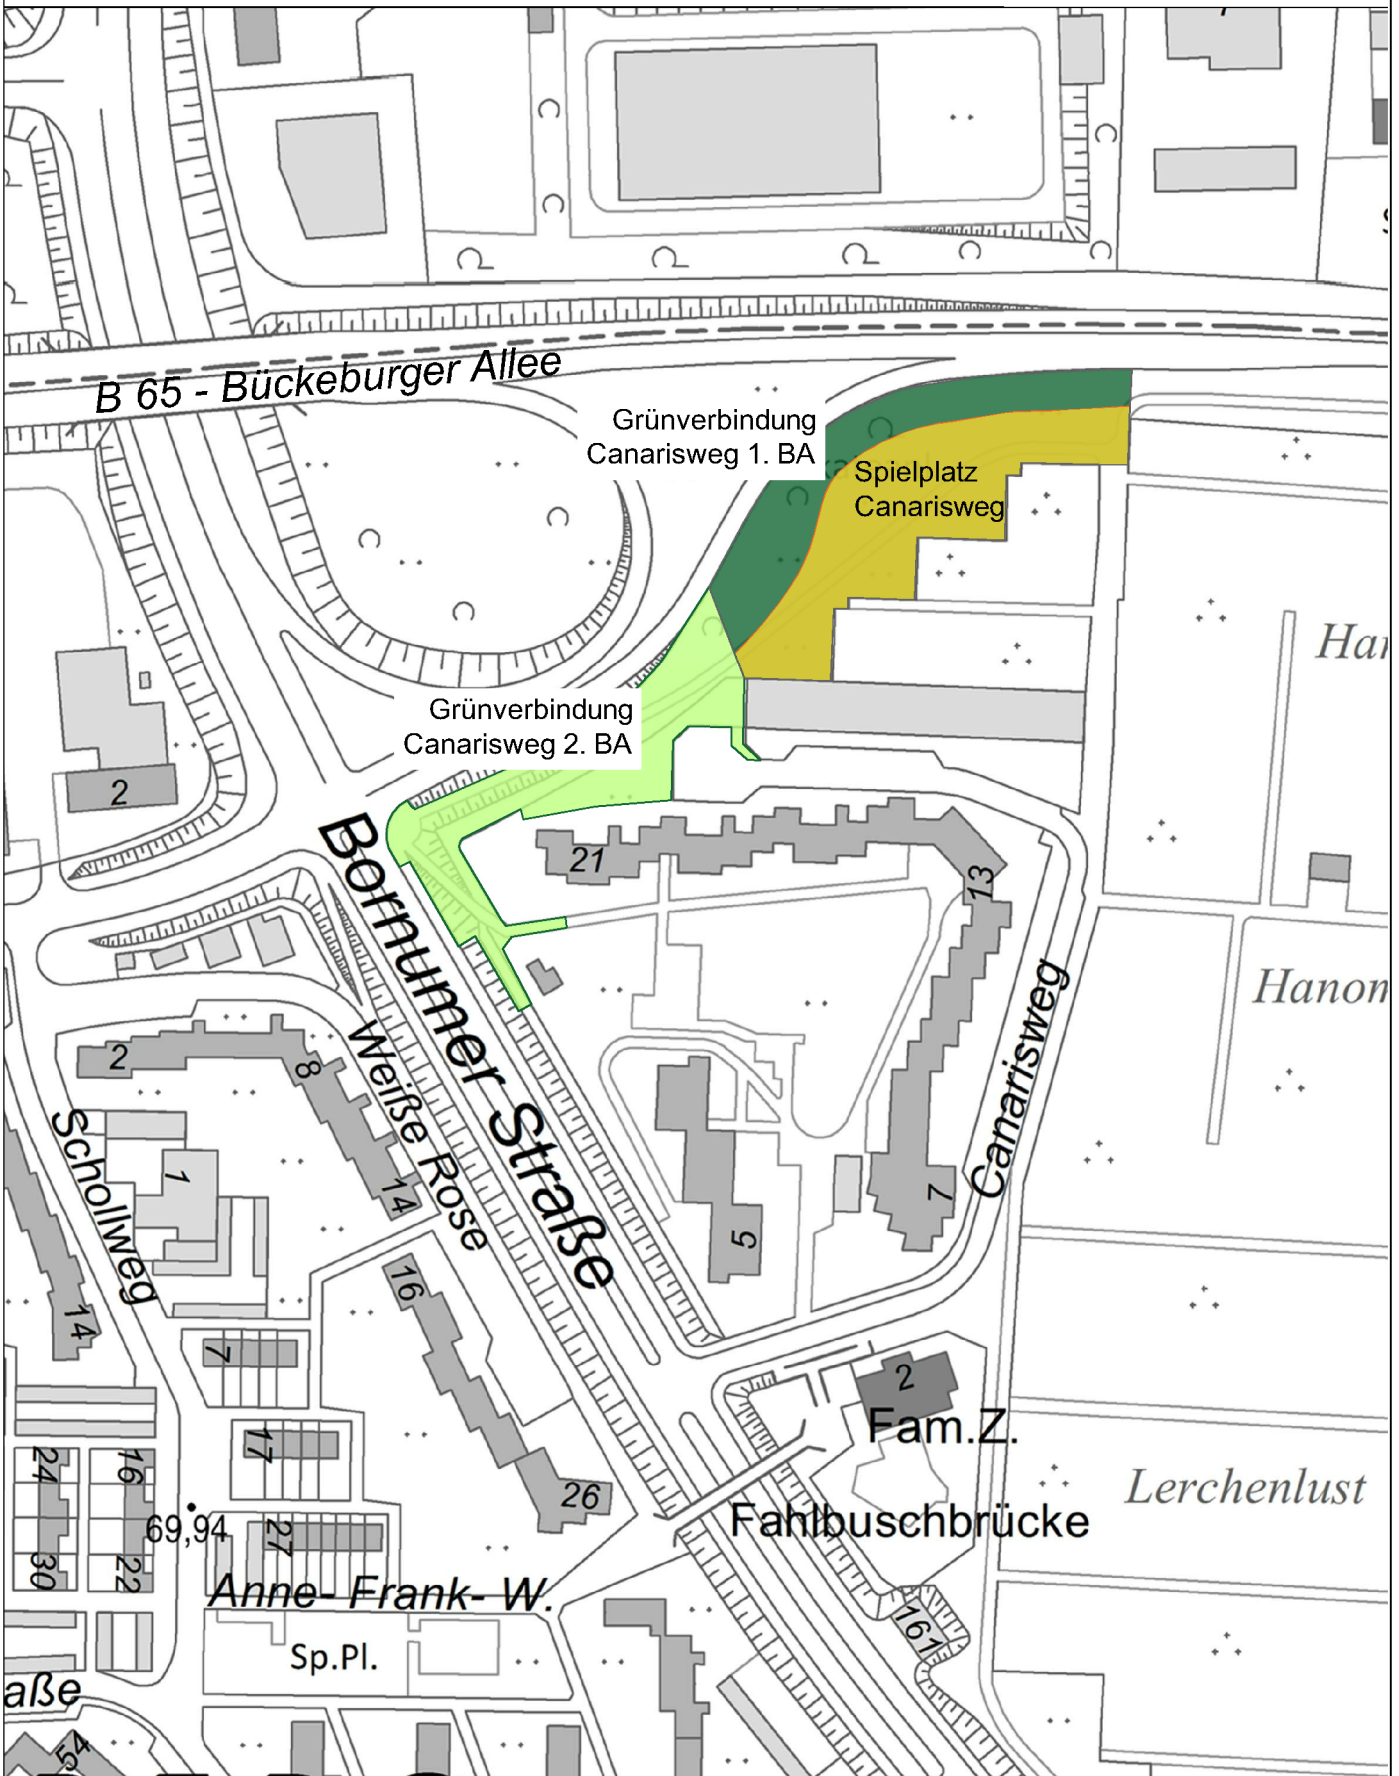 B 65 - Bückeburger Allee
Grünverbindung
Canarisweg 1. BA
Spielplatz
Canarisweg
Grünverbindung
Canarisweg 2. BA
2
21
13
Bornumer Straße
Weiße Rose
Canarisweg
2
8
14
Schollweg
1
14
16
7
5
7
2
Fam.Z.
17
24
16
69,94
27
26
Fahlbuschbrücke
Lerchenlust
30
22
Anne- Frank- W.
161
Sp.Pl.
aße
54
Hanom